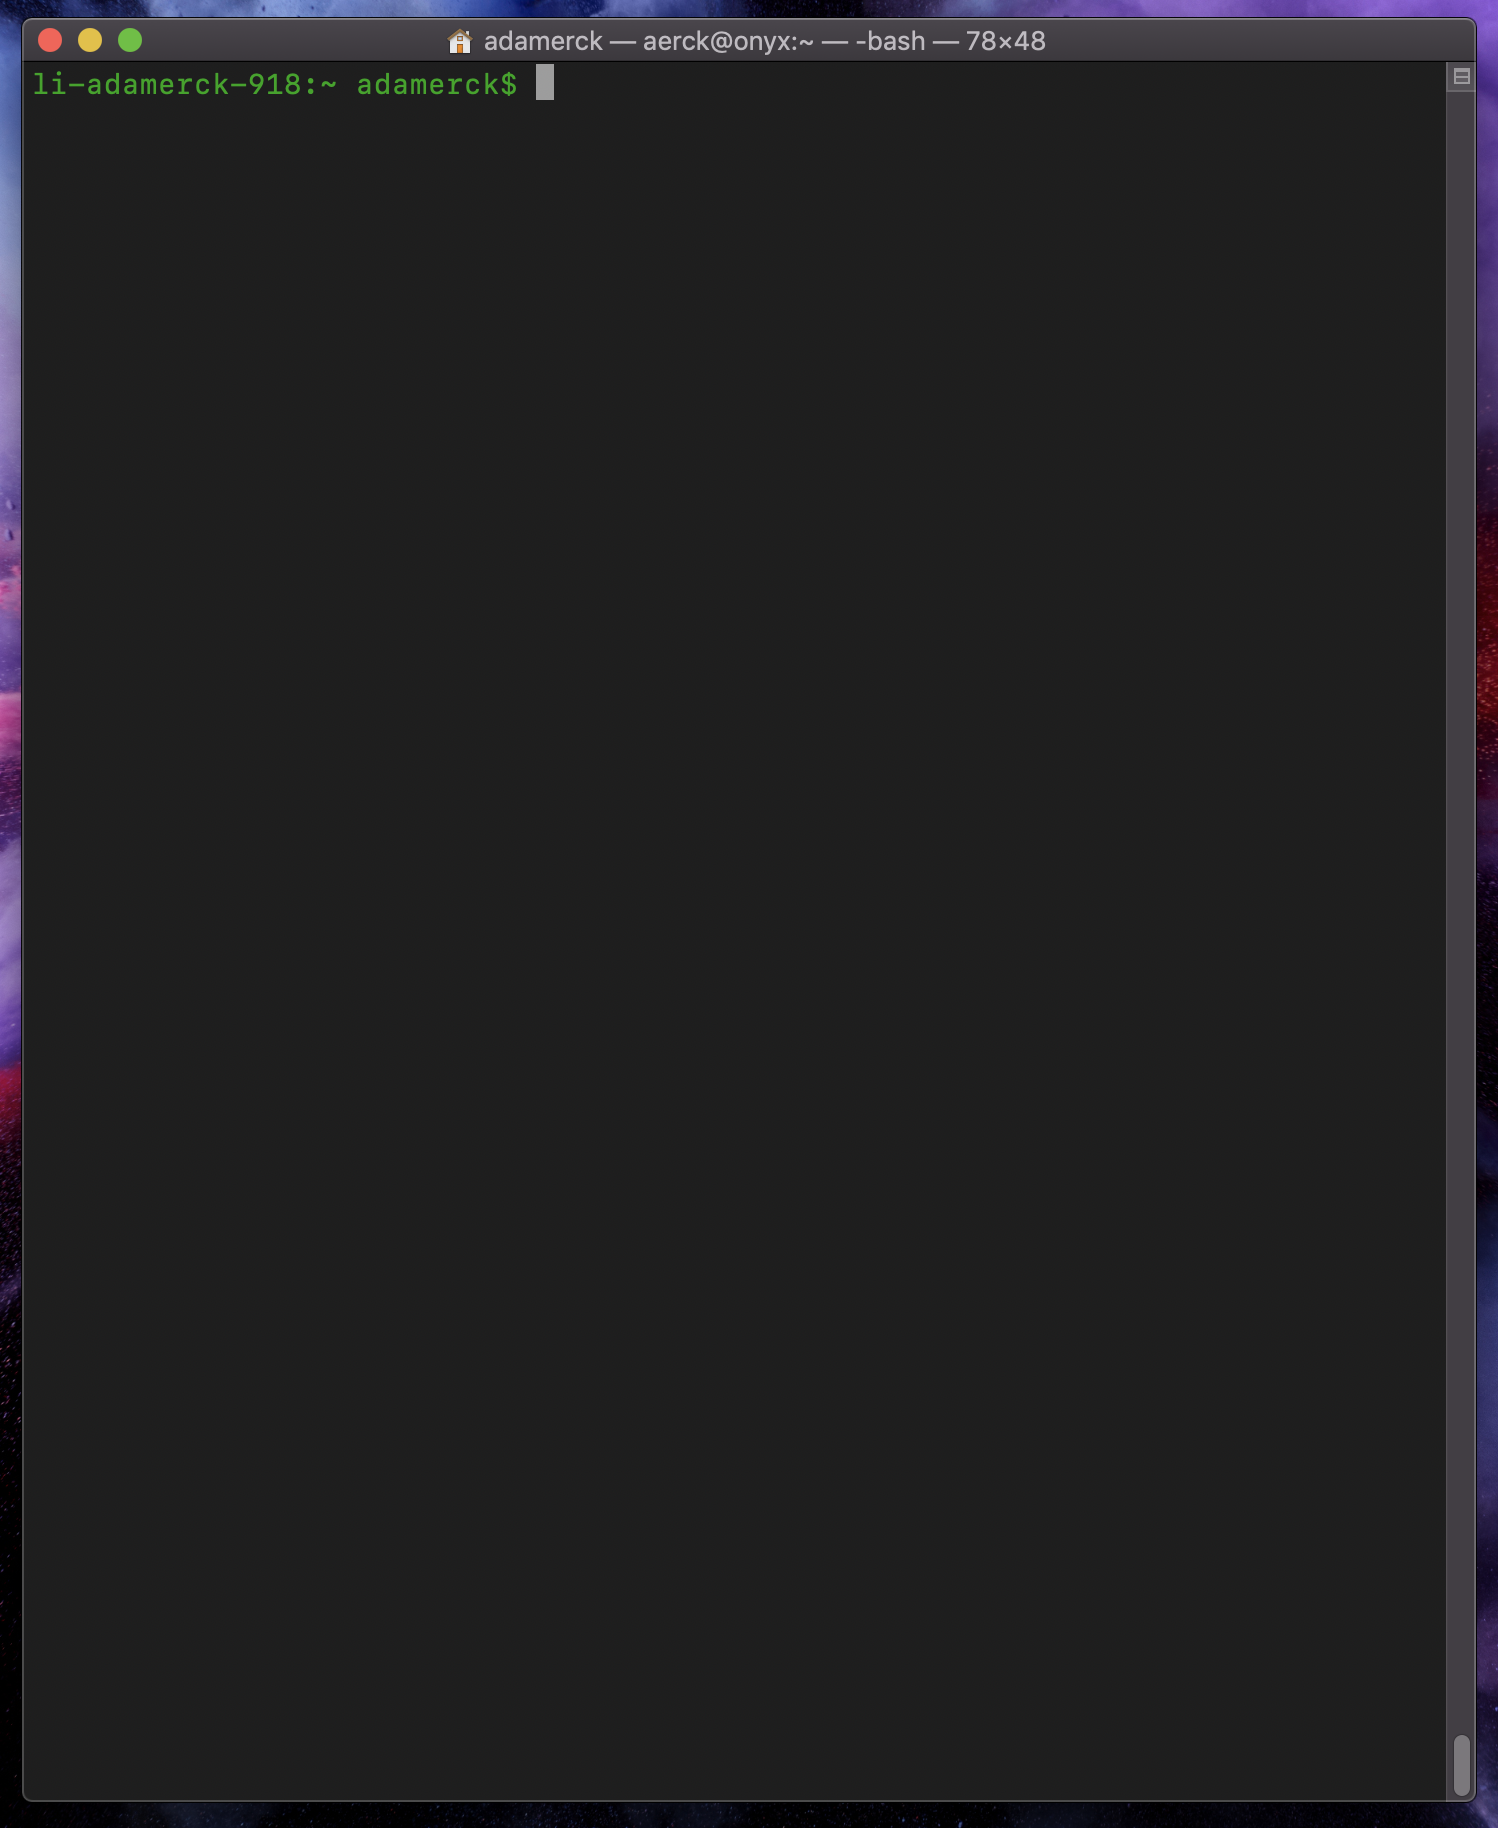 adamerck — aerck@onyx:~ — -bash — 78×48
li-adamerck-918:~ adamerck$